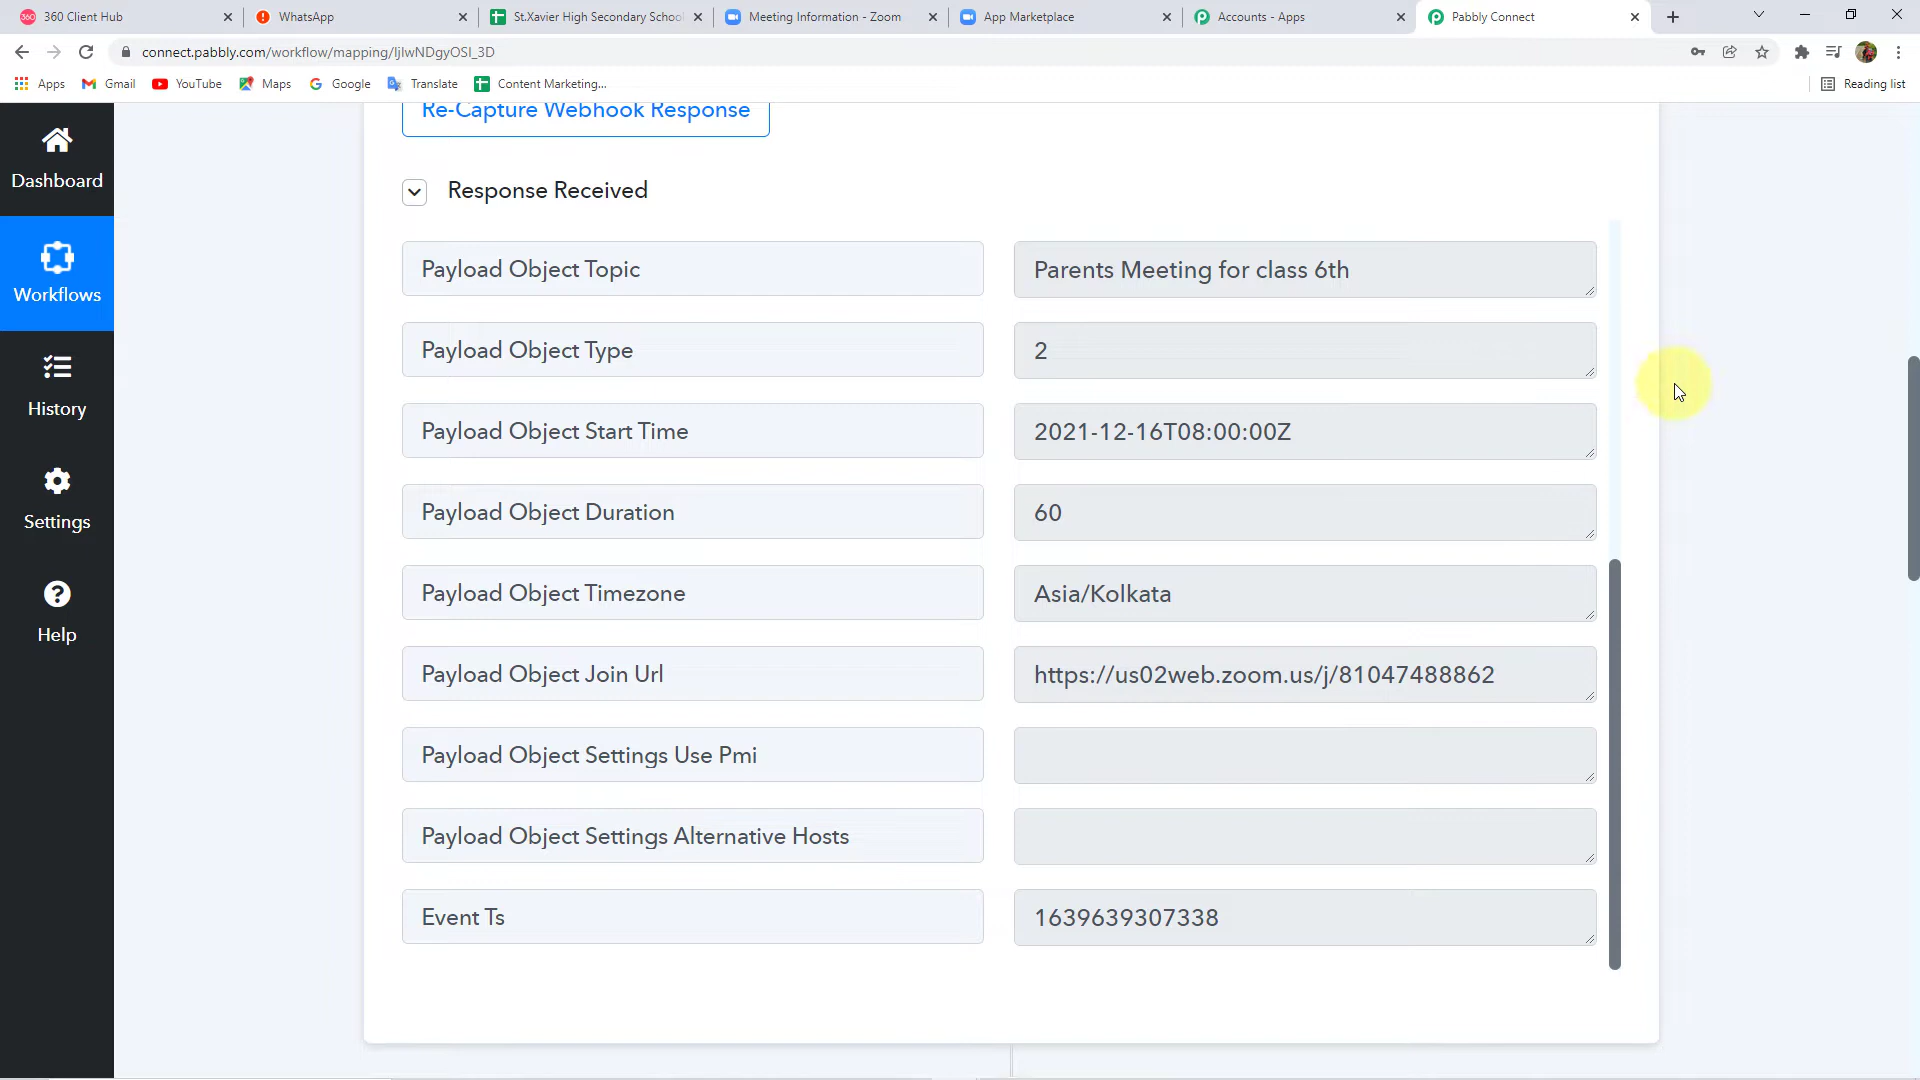 360 Client Hub
WhatsApp
St.Xavier High Secondary School
Meeting Information - Zoom
App Marketplace
Accounts - Apps
Pabbly Connect
connect.pabbly.com/workflow/mapping/
Apps
Gmail
YouTube
Maps
Google
Translate
Content Marketing...
Reading list
Dashboard
Workflows
History
Settings
Help
Re-Capture Webhook Response
Response Received
Payload Object Topic
Parents Meeting for class 6th
Payload Object Type
2
Payload Object Start Time
2021-12-16T08:00:00Z
Payload Object Duration
60
Payload Object Timezone
Asia/Kolkata
Payload Object Join Url
https://us02web.zoom.us/j/81047488862
Payload Object Settings Use Pmi
Payload Object Settings Alternative Hosts
Event Ts
1639639307338